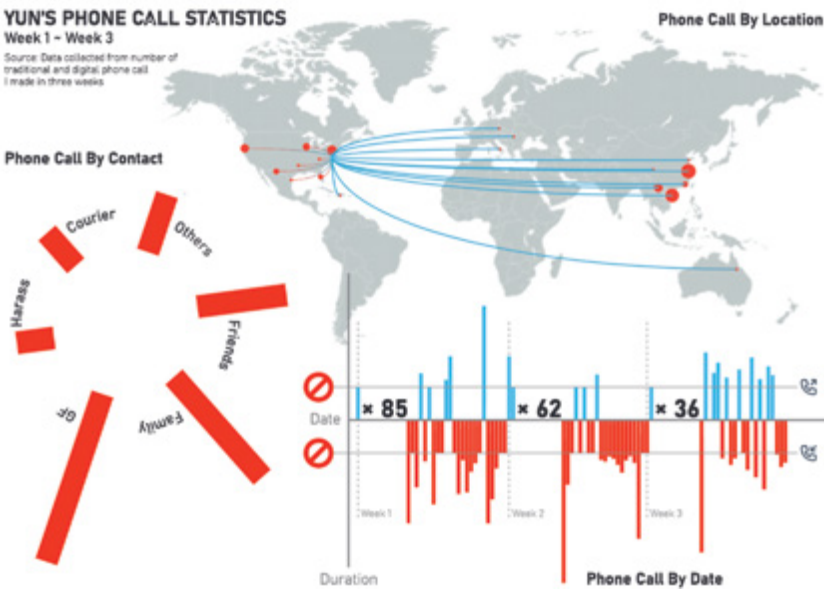 YUN'S PHONE CALL STATISTICS
Week 1 - Week 3
Source: Data collected from number of
traditional and digital phone call
I made in three weeks
Phone Call By Location
Phone Call By Contact
Courier
Others
Harass
Friends
GF
Family
Date
× 85
× 62
× 36
Week 1
Week 2
Week 3
Duration
Phone Call By Date